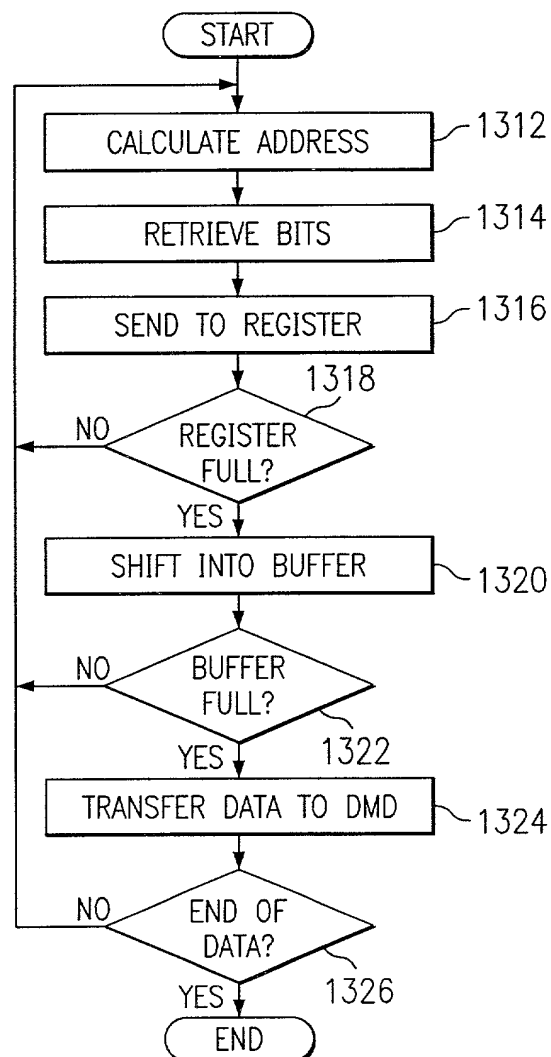 START
CALCULATE ADDRESS
1312
RETRIEVE BITS
1314
SEND TO REGISTER
1316
1318
NO
REGISTER
FULL?
YES
SHIFT INTO BUFFER
1320
NO
BUFFER
FULL?
1322
YES
TRANSFER DATA TO DMD
1324
NO
END OF
DATA?
1326
YES
END